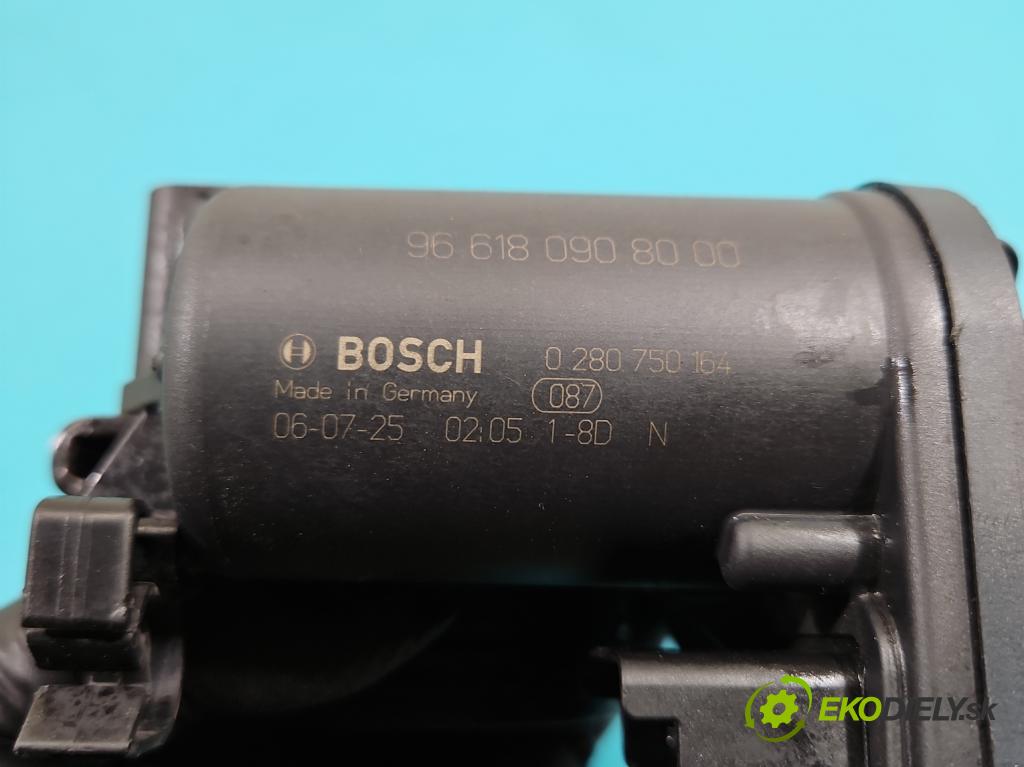 96 618 090 80 00
BOSCH 0 280 750 164
Made in Germany 087
06-07-25 02:05 1-8D N
EKODIELY.sk